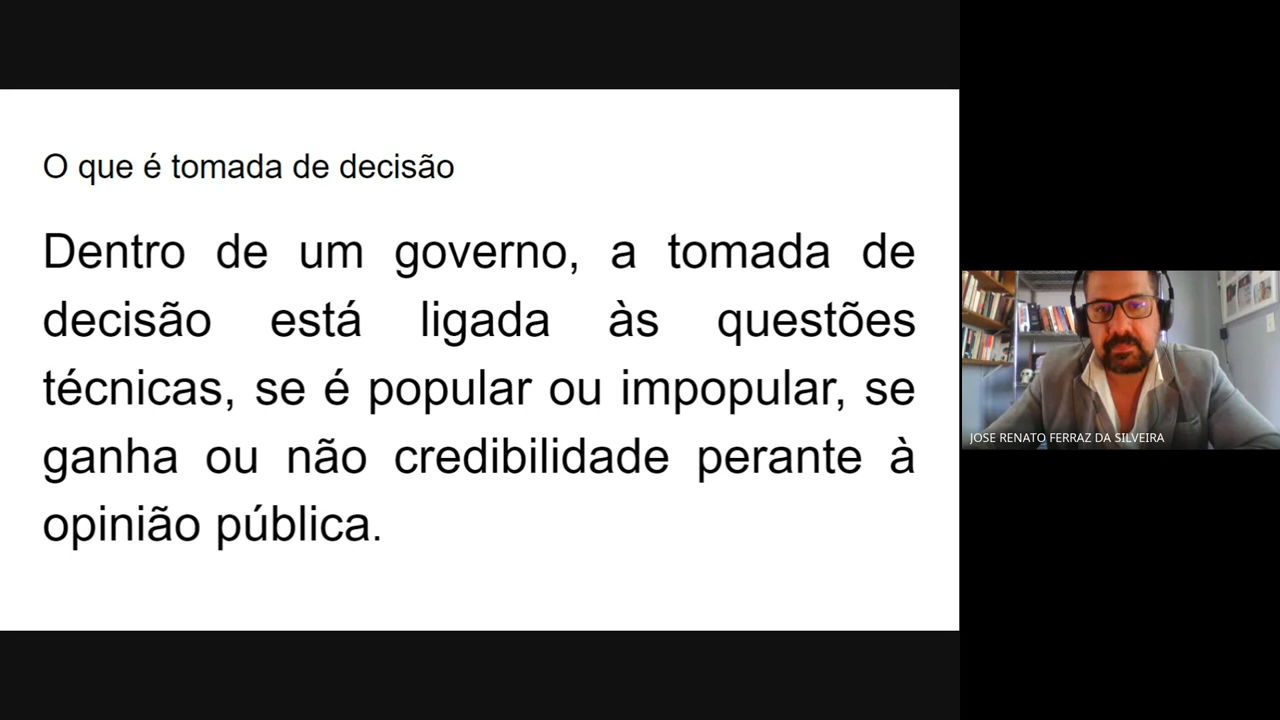 O que é tomada de decisão
Dentro de um governo, a tomada de
decisão está ligada às questões
técnicas, se é popular ou impopular, se
ganha ou não credibilidade perante à
opinião pública.
JOSE RENATO FERRAZ DA SILVEIRA